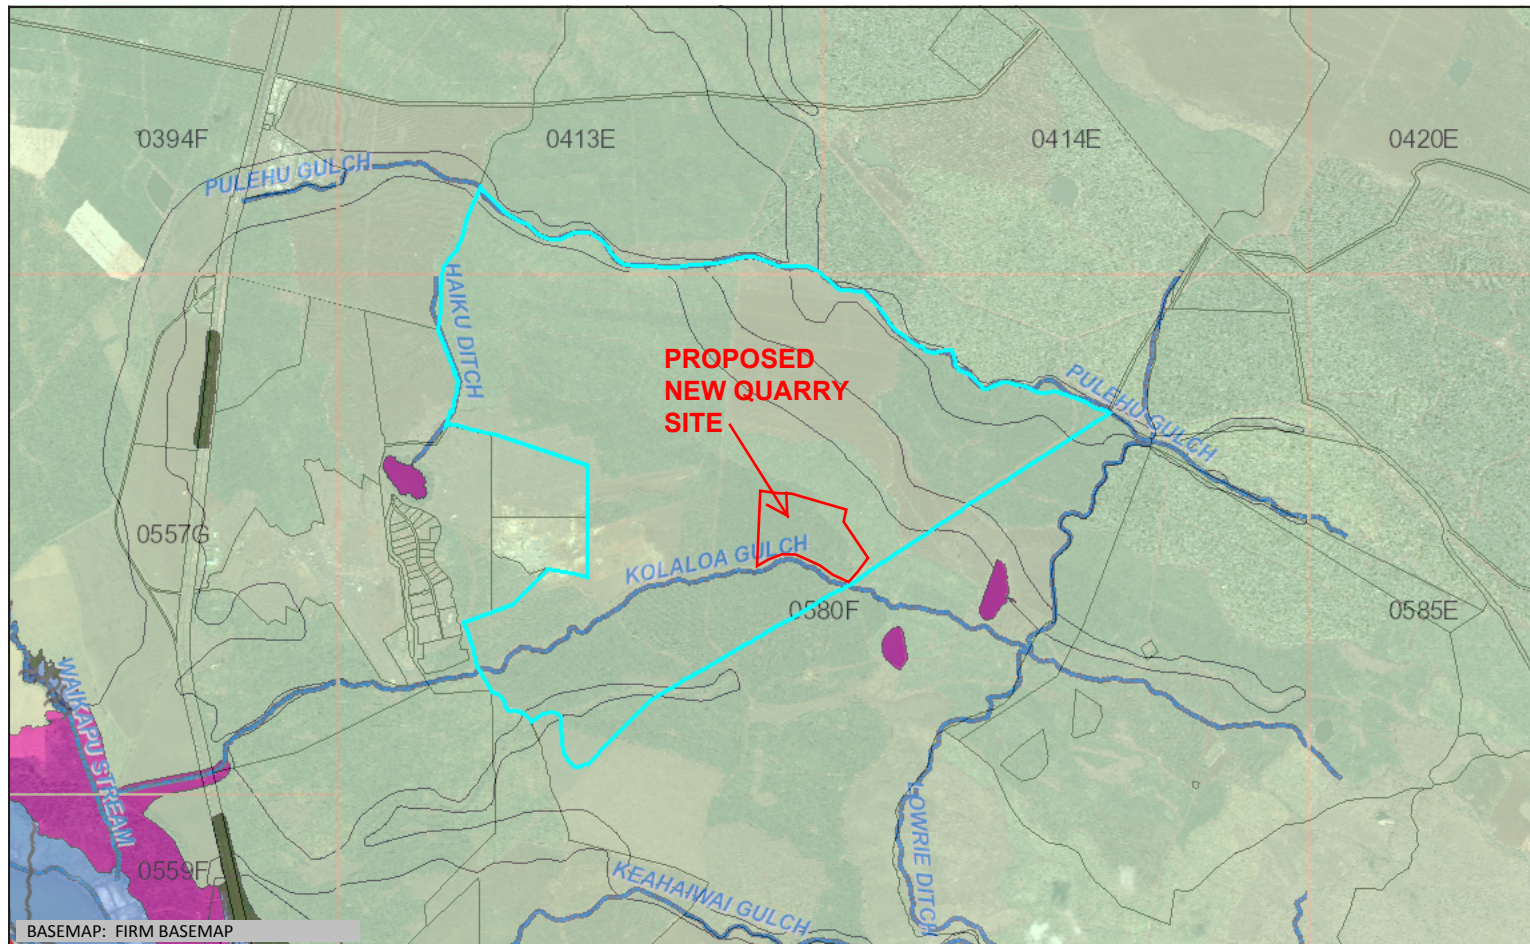 0394F
0413E
0414E
0420E
PULEHU GULCH
HAIKU DITCH
PROPOSED
NEW QUARRY
SITE
PULEHU GULCH
0557G
KOLALOA GULCH
0580F
0585E
WAIKAPU STREAM
LOWRIE DITCH
0559F
KEAHAIWAI GULCH
BASEMAP: FIRM BASEMAP